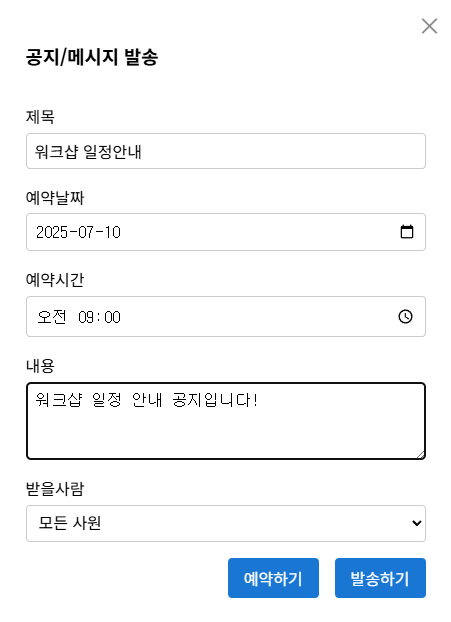 공지/메시지 발송
제목
워크샵 일정안내
예약날짜
2025-07-10
예약시간
오전 09:00
내용
워크샵 일정 안내 공지입니다!
받을사람
모든 사원
예약하기 발송하기